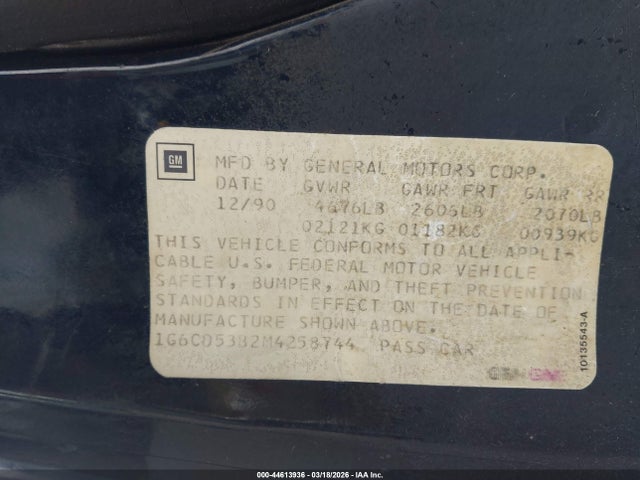 GM
MFD BY GENERAL MOTORS CORP.
DATE GVWR GAWR FRT GAWR RR
12/90 4676LB 2606LB 2070LB
02121KG 01182KG 00939KG
THIS VEHICLE CONFORMS TO ALL APPLI-
CABLE U.S. FEDERAL MOTOR VEHICLE
SAFETY, BUMPER, AND THEFT PREVENTION
STANDARDS IN EFFECT ON THE DATE OF
MANUFACTURE SHOWN ABOVE.
1G6CD53B2M4258744 PASS CAR
10135543-A
000-44613936 - 03/18/2026 - IAA Inc.